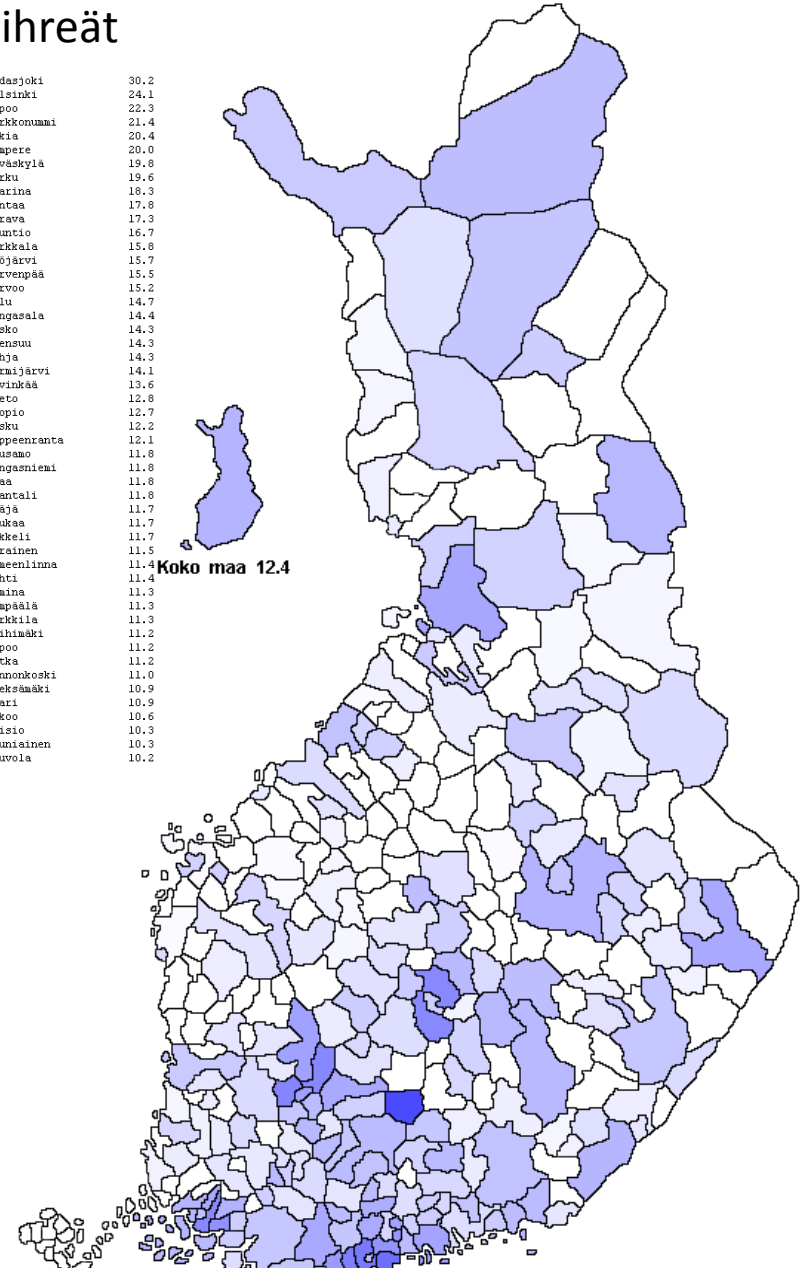 ihreät
dasjoki 30.2
lsinki 24.1
poo 22.3
rkkonummi 21.4
kia 20.4
mpere 20.0
väskylä 19.8
rku 19.6
arina 18.3
ntaa 17.8
rava 17.3
untio 16.7
rkkala 15.8
öjärvi 15.7
rvenpää 15.5
rvoo 15.2
lu 14.7
ngasala 14.4
sko 14.3
ensuu 14.3
hja 14.3
rmijärvi 14.1
vinkää 13.6
eto 12.8
opio 12.7
sku 12.2
ppeenranta 12.1
usamo 11.8
ngasniemi 11.8
aa 11.8
antali 11.8
äjä 11.7
ukaa 11.7
kkeli 11.7
rainen 11.5
meenlinna 11.4
hti 11.4
mina 11.3
mpäälä 11.3
rkkila 11.3
ihimäki 11.2
poo 11.2
tka 11.2
nnonkoski 11.0
eksämäki 10.9
ari 10.9
koo 10.6
isio 10.3
uniainen 10.3
uvola 10.2
Koko maa 12.4